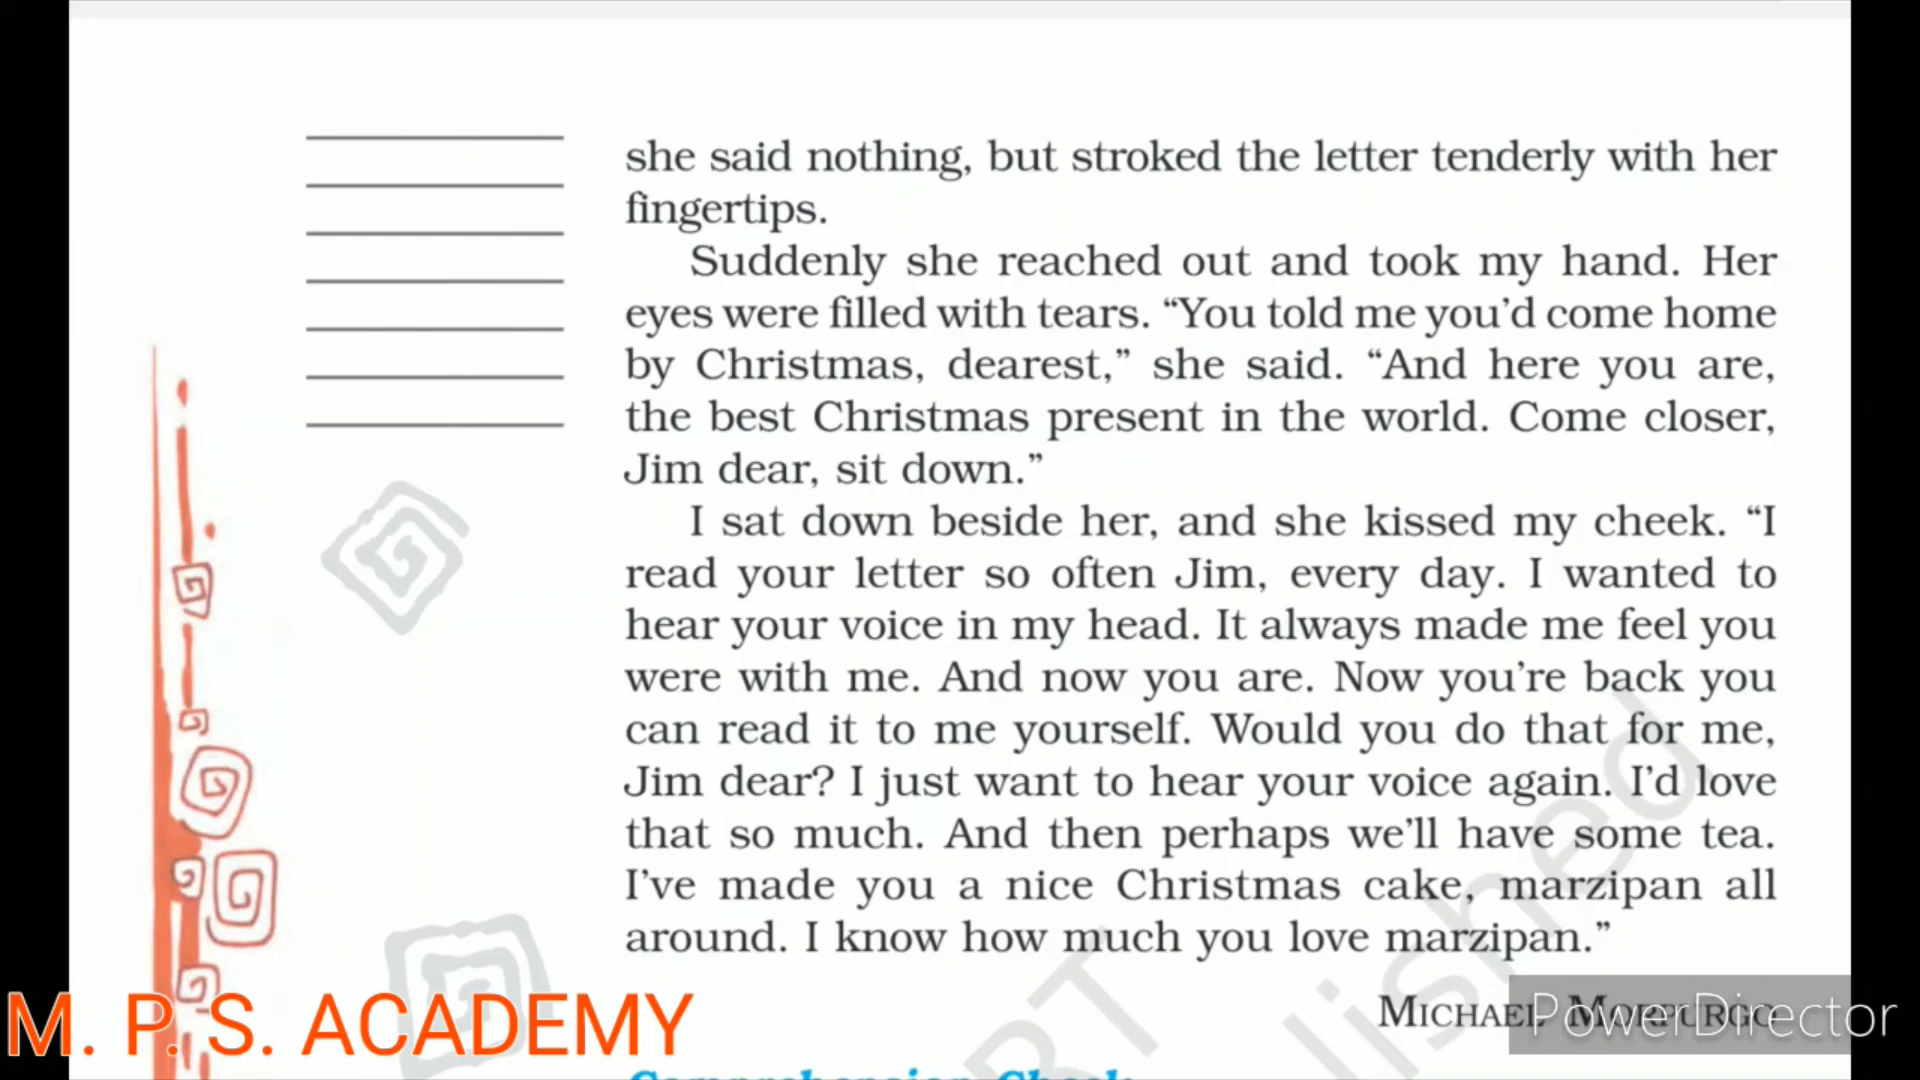 she said nothing, but stroked the letter tenderly with her
fingertips.
Suddenly she reached out and took my hand. Her
eyes were filled with tears. “You told me you’d come home
by Christmas, dearest,” she said. “And here you are,
the best Christmas present in the world. Come closer,
Jim dear, sit down.”
I sat down beside her, and she kissed my cheek. “I
read your letter so often Jim, every day. I wanted to
hear your voice in my head. It always made me feel you
were with me. And now you are. Now you’re back you
can read it to me yourself. Would you do that for me,
Jim dear? I just want to hear your voice again. I’d love
that so much. And then perhaps we’ll have some tea.
I’ve made you a nice Christmas cake, marzipan all
around. I know how much you love marzipan.”
MICHAEL MORPURGO
PowerDirector
M. P. S. ACADEMY
Comprehension Check